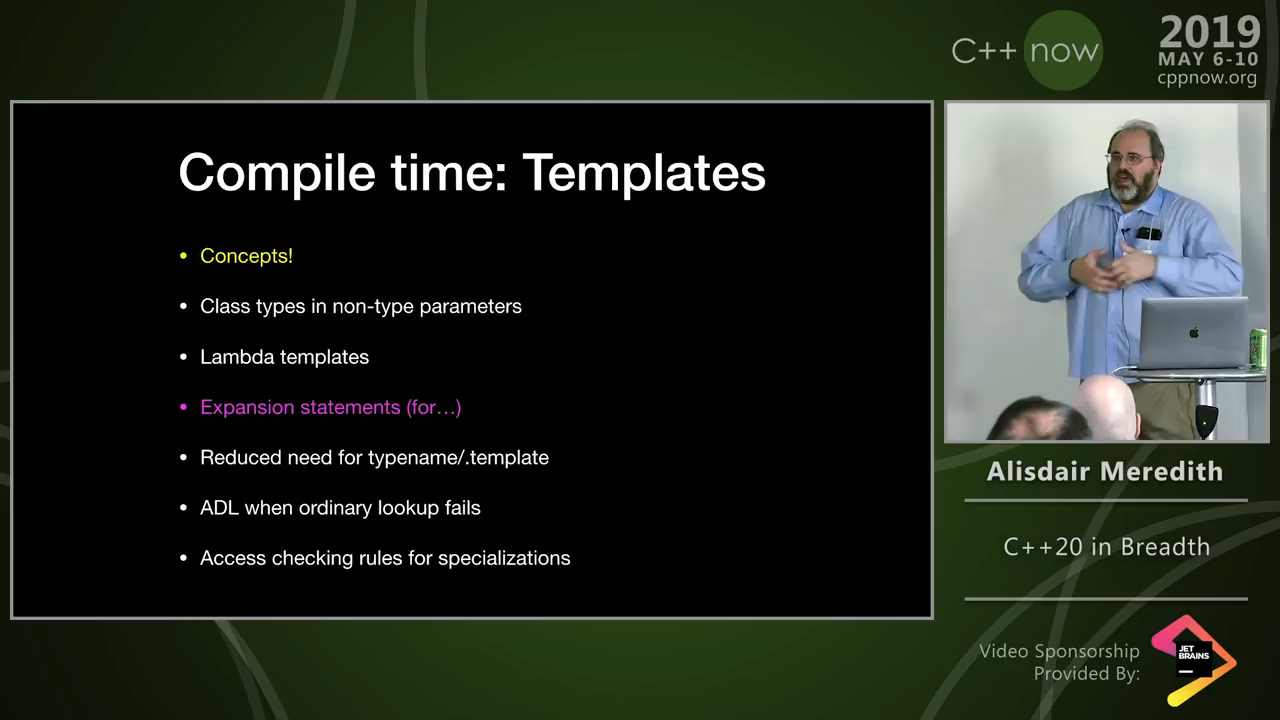 C++ now
2019
MAY 6-10
cppnow.org
Compile time: Templates
• Concepts!
• Class types in non-type parameters
• Lambda templates
• Expansion statements (for…)
• Reduced need for typename/.template
• ADL when ordinary lookup fails
• Access checking rules for specializations
Alisdair Meredith
C++20 in Breadth
Video Sponsorship
Provided By:
JET
BRAINS